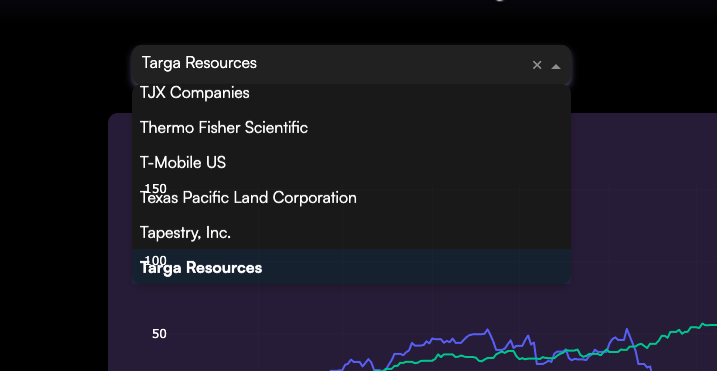 Targa Resources
TJX Companies
Thermo Fisher Scientific
T-Mobile US
150
Texas Pacific Land Corporation
Tapestry, Inc.
100
Targa Resources
50